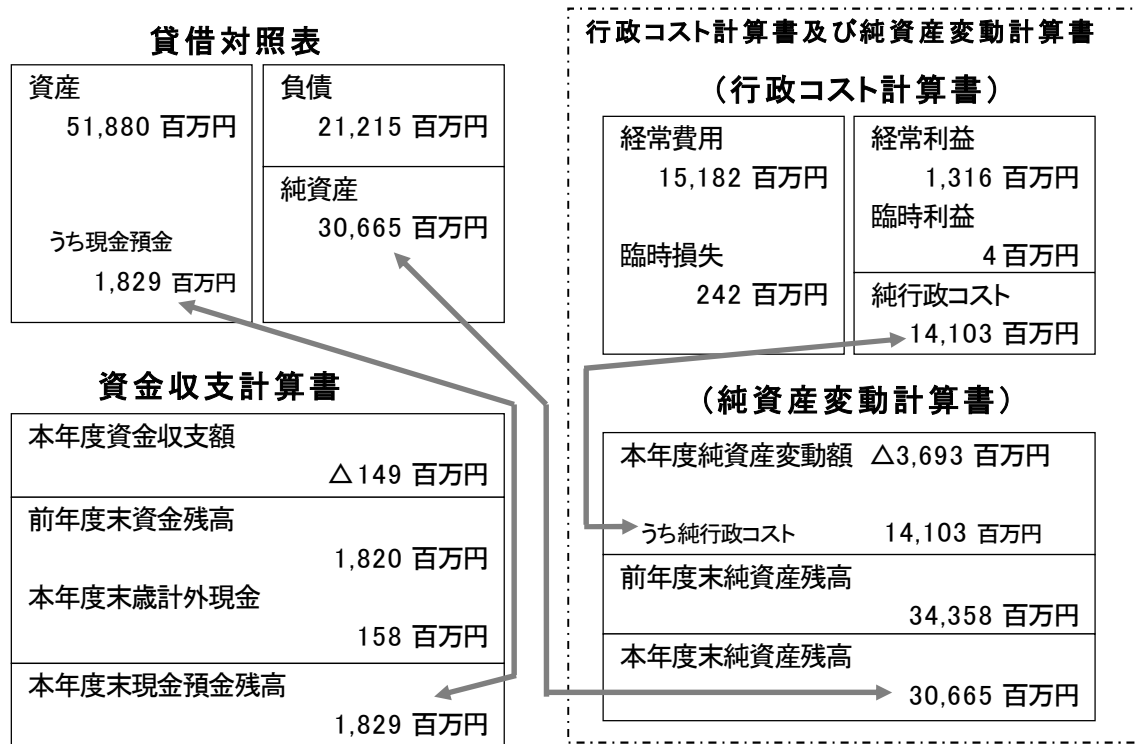 貸借対照表
資産
51,880 百万円
うち現金預金
1,829 百万円
負債
21,215 百万円
純資産
30,665 百万円
資金収支計算書
本年度資金収支額
△149 百万円
前年度末資金残高
1,820 百万円
本年度末歳計外現金
158 百万円
本年度末現金預金残高
1,829 百万円
行政コスト計算書及び純資産変動計算書
（行政コスト計算書）
経常費用
15,182 百万円
臨時損失
242 百万円
経常利益
1,316 百万円
臨時利益
4 百万円
純行政コスト
14,103 百万円
（純資産変動計算書）
本年度純資産変動額 △3,693 百万円
うち純行政コスト 14,103 百万円
前年度末純資産残高
34,358 百万円
本年度末純資産残高
30,665 百万円